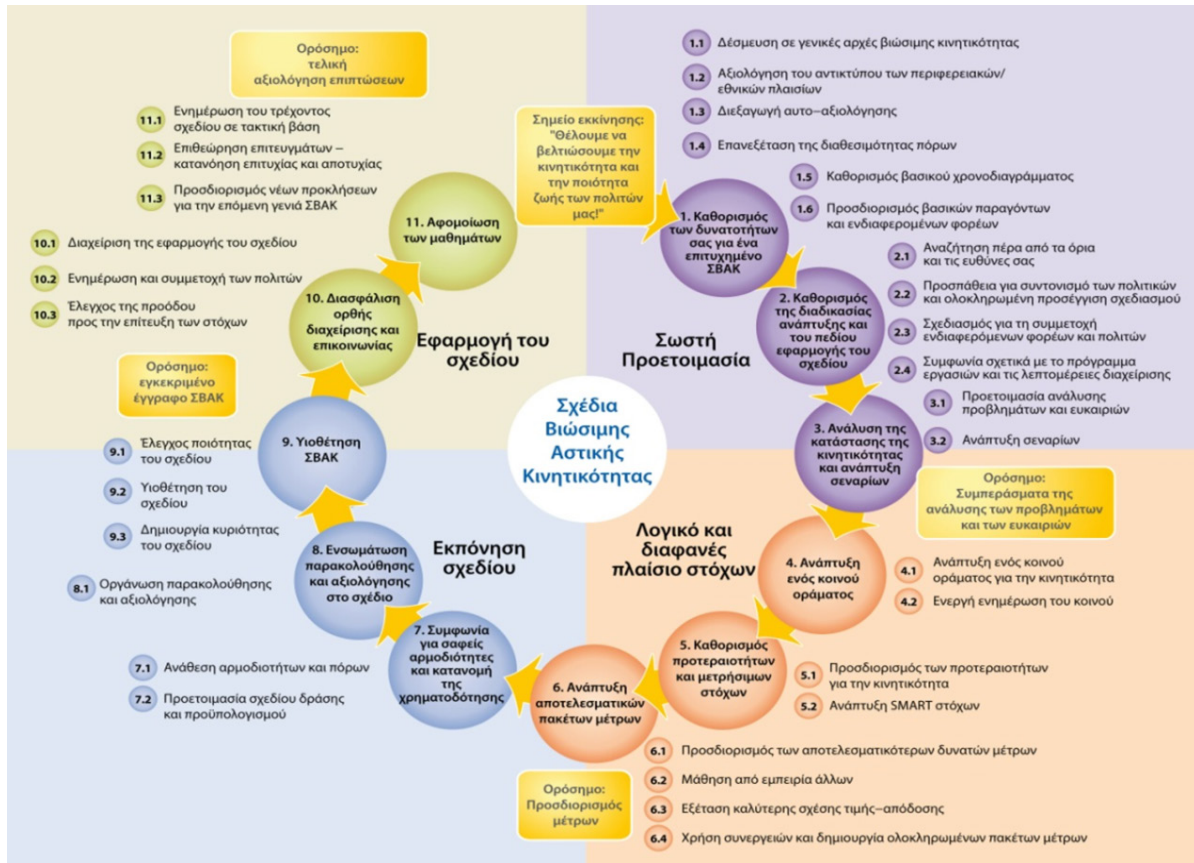 Ορόσημο:
τελική
αξιολόγηση επιπτώσεων
11.1 Ενημέρωση του τρέχοντος
σχεδίου σε τακτική βάση
11.2 Επιθεώρηση επιτευγμάτων –
κατανόηση επιτυχίας και αποτυχίας
11.3 Προσδιορισμός νέων προκλήσεων
για την επόμενη γενιά ΣΒΑΚ
11. Αφομοίωση
των μαθημάτων
10.1 Διαχείριση της εφαρμογής του σχεδίου
10.2 Ενημέρωση και συμμετοχή των πολιτών
10.3 Έλεγχος της προόδου
προς την επίτευξη των στόχων
10. Διασφάλιση
ορθής
διαχείρισης και
επικοινωνίας
Εφαρμογή του
σχεδίου
Σημείο εκκίνησης:
"Θέλουμε να
βελτιώσουμε την
κινητικότητα και
την ποιότητα
ζωής των πολιτών
μας!"
1.1 Δέσμευση σε γενικές αρχές βιώσιμης κινητικότητας
1.2 Αξιολόγηση του αντικτύπου των περιφερειακών/
εθνικών πλαισίων
1.3 Διεξαγωγή αυτο–αξιολόγησης
1.4 Επανεξέταση της διαθεσιμότητας πόρων
1.5 Καθορισμός βασικού χρονοδιαγράμματος
1.6 Προσδιορισμός βασικών παραγόντων
και ενδιαφερομένων φορέων
1. Καθορισμός
των δυνατοτήτων
σας για ένα
επιτυχημένο
ΣΒΑΚ
2.1 Αναζήτηση πέρα από τα όρια
και τις ευθύνες σας
2.2 Προσπάθεια για συντονισμό των πολιτικών
και ολοκληρωμένη προσέγγιση σχεδιασμού
2.3 Σχεδιασμός για τη συμμετοχή
ενδιαφερόμενων φορέων και πολιτών
2.4 Συμφωνία σχετικά με το πρόγραμμα
εργασιών και τις λεπτομέρειες διαχείρισης
2. Καθορισμός
της διαδικασίας
ανάπτυξης και
του πεδίου
εφαρμογής του
σχεδίου
Σωστή
Προετοιμασία
3.1 Προετοιμασία ανάλυσης
προβλημάτων και ευκαιριών
3.2 Ανάπτυξη σεναρίων
3. Ανάλυση της
κατάστασης της
κινητικότητας
και ανάπτυξη
σεναρίων
Ορόσημο:
Συμπεράσματα της
ανάλυσης των προβλημάτων
και των ευκαιριών
Σχέδια
Βιώσιμης
Αστικής
Κινητικότητας
Λογικό και
διαφανές
πλαίσιο στόχων
4. Ανάπτυξη
ενός κοινού
οράματος
4.1 Ανάπτυξη ενός κοινού
οράματος για την κινητικότητα
4.2 Ενεργή ενημέρωση του κοινού
5. Καθορισμός
προτεραιοτήτων
και μετρήσιμων
στόχων
5.1 Προσδιορισμός των προτεραιοτήτων
για την κινητικότητα
5.2 Ανάπτυξη SMART στόχων
6. Ανάπτυξη
αποτελεσματικών
πακέτων μέτρων
6.1 Προσδιορισμός των αποτελεσματικότερων δυνατών μέτρων
6.2 Μάθηση από εμπειρία άλλων
6.3 Εξέταση καλύτερης σχέσης τιμής–απόδοσης
6.4 Χρήση συνεργειών και δημιουργία ολοκληρωμένων πακέτων μέτρων
Ορόσημο:
Προσδιορισμός
μέτρων
Εκπόνηση
σχεδίου
7. Συμφωνία
για σαφείς
αρμοδιότητες
και κατανομή
της
χρηματοδότησης
7.1 Ανάθεση αρμοδιοτήτων και πόρων
7.2 Προετοιμασία σχεδίου δράσης
και προϋπολογισμού
8. Ενσωμάτωση
παρακολούθησης
και αξιολόγησης
στο σχέδιο
8.1 Οργάνωση παρακολούθησης
και αξιολόγησης
9. Υιοθέτηση
ΣΒΑΚ
9.1 Έλεγχος ποιότητας
του σχεδίου
9.2 Υιοθέτηση του
σχεδίου
9.3 Δημιουργία κυριότητας
του σχεδίου
Ορόσημο:
εγκεκριμένο
έγγραφο ΣΒΑΚ